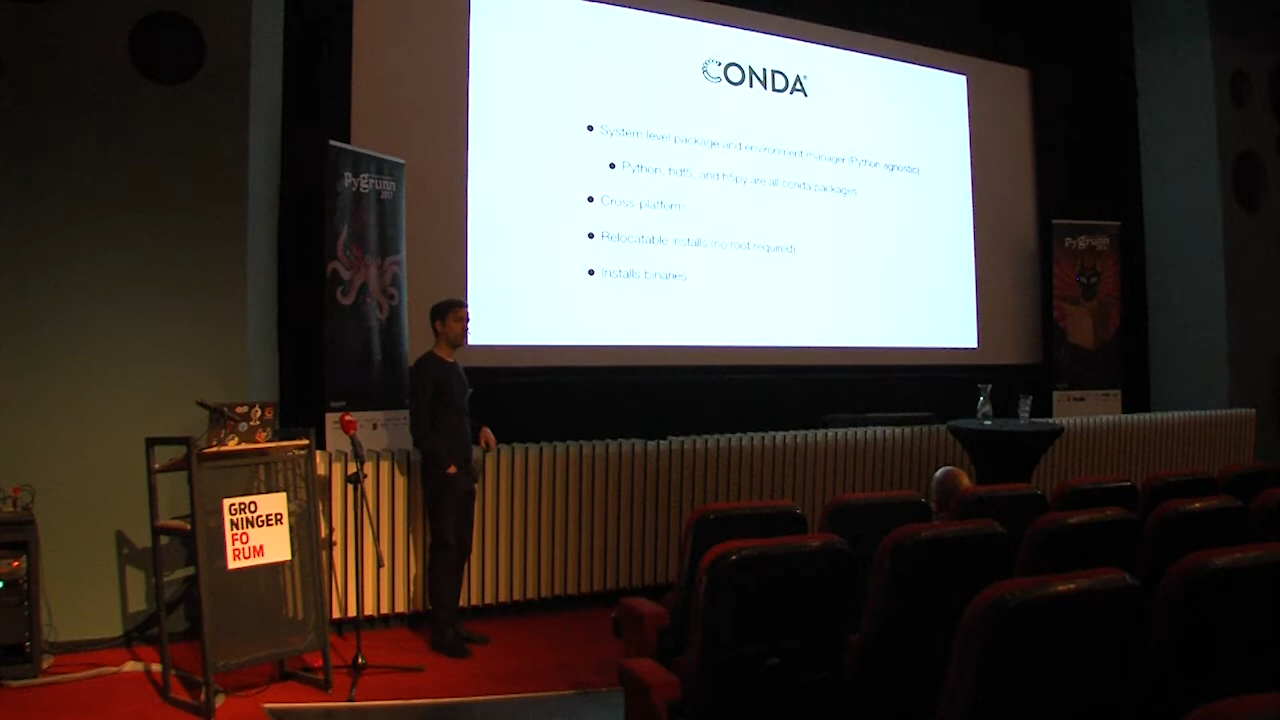 CONDA
System level package and environment manager (Python agnostic)
Python, hdf5, and h5py are all conda packages
Cross-platform
Relocatable installs (no root required)
Installs binaries
PyGrunn
2017
PyGrunn
GRO
NINGER
FO
RUM